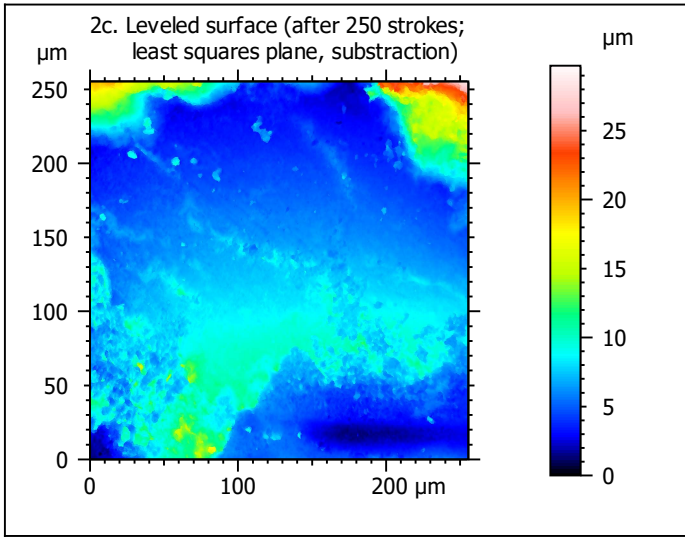 2c. Leveled surface (after 250 strokes;
least squares plane, substraction)
µm
µm
250
200
150
100
50
0
0
100
200 µm
25
20
15
10
5
0